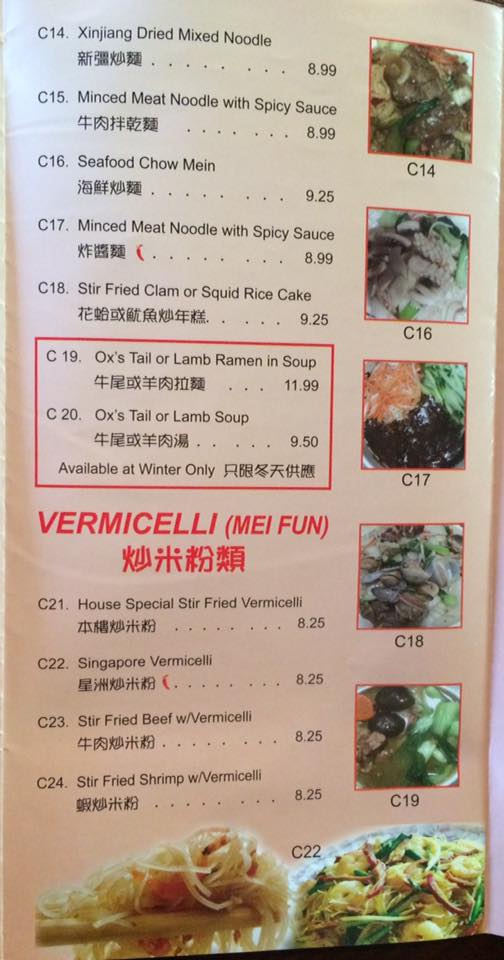 C14. Xinjiang Dried Mixed Noodle
新疆炒麵 . . . . . . . . 8.99
C15. Minced Meat Noodle with Spicy Sauce
牛肉拌乾麵 . . . . . . . 8.99
C16. Seafood Chow Mein
海鮮炒麵 . . . . . . . . 9.25
C17. Minced Meat Noodle with Spicy Sauce
炸醬麵 . . . . . . . 8.99
C18. Stir Fried Clam or Squid Rice Cake
花蛤或魷魚炒年糕. . . . . . 9.25
C 19. Ox's Tail or Lamb Ramen in Soup
牛尾或羊肉拉麵 . . . 11.99
C 20. Ox's Tail or Lamb Soup
牛尾或羊肉湯 . . . . . 9.50
Available at Winter Only 只限冬天供應
VERMICELLI (MEI FUN)
炒米粉類
C21. House Special Stir Fried Vermicelli
本樓炒米粉 . . . . . . . 8.25
C22. Singapore Vermicelli
星洲炒米粉 . . . . . . . 8.25
C23. Stir Fried Beef w/Vermicelli
牛肉炒米粉 . . . . . . . 8.25
C24. Stir Fried Shrimp w/Vermicelli
蝦炒米粉 . . . . . . . 8.25
C14
C16
C17
C18
C19
C22